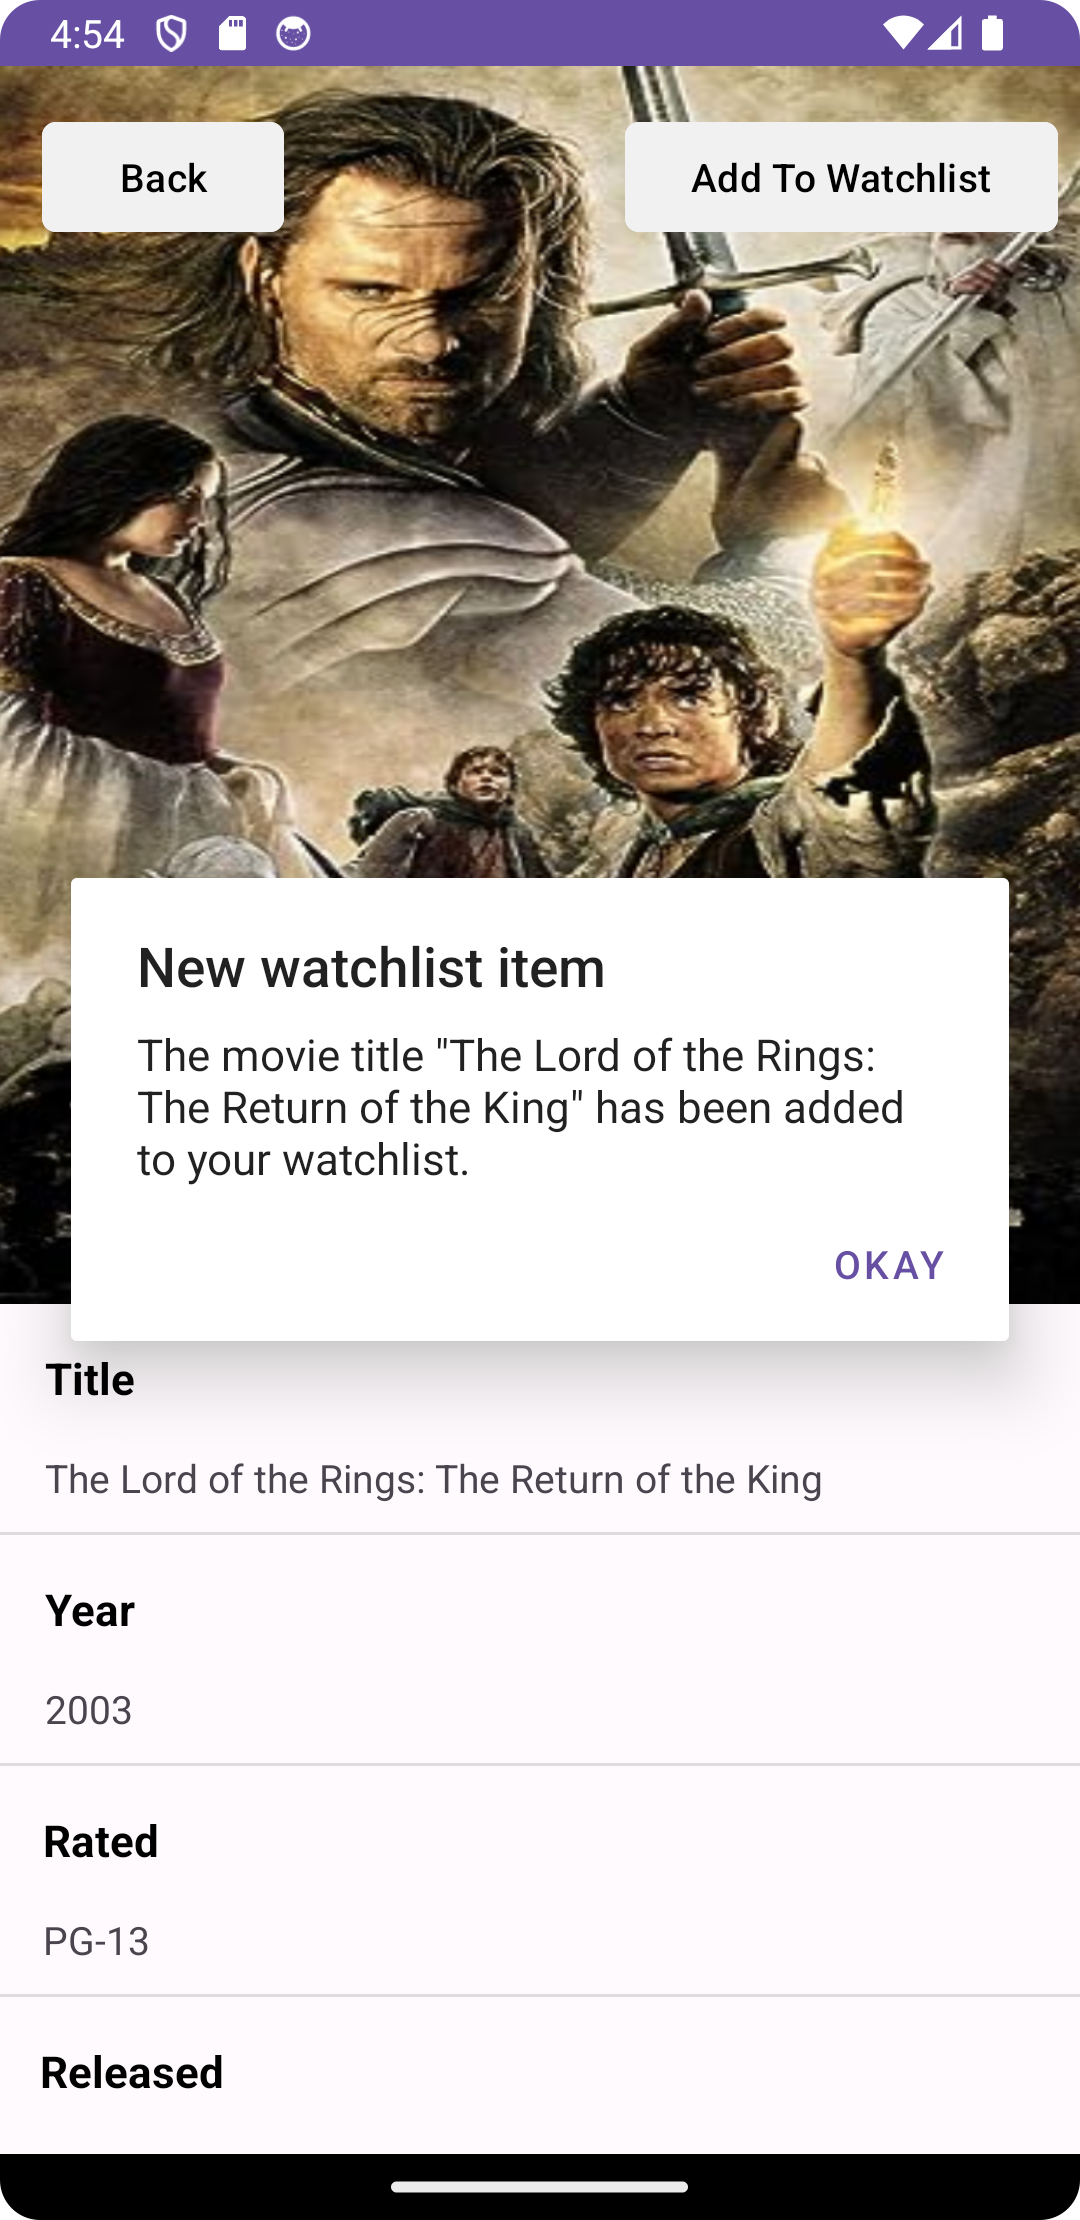 4:54
Back
Add To Watchlist
New watchlist item
The movie title "The Lord of the Rings:
The Return of the King" has been added
to your watchlist.
OKAY
Title
The Lord of the Rings: The Return of the King
Year
2003
Rated
PG-13
Released